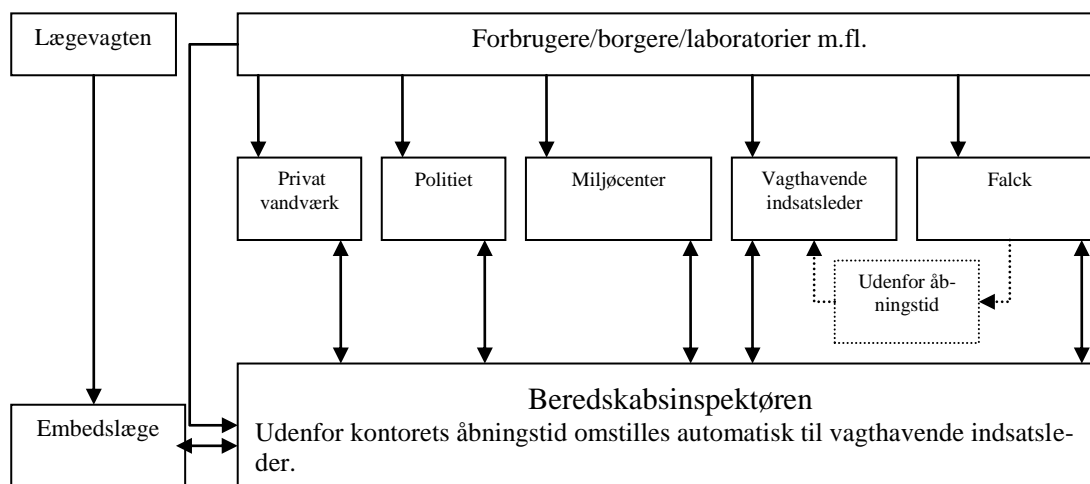 Lægevagten
Forbrugere/borgere/laboratorier m.fl.
Privat
vandværk
Politiet
Miljøcenter
Vagthavende
indsatsleder
Falck
Udenfor åb-
ningstid
Embedslæge
Beredskabsinspektøren
Udenfor kontorets åbningstid omstilles automatisk til vagthavende indsatsle-
der.